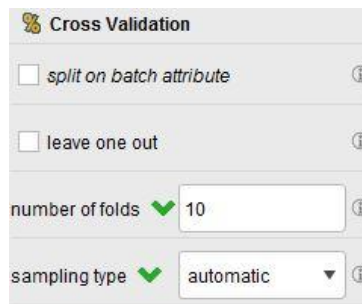 Cross Validation
split on batch attribute
leave one out
number of folds 10
sampling type automatic